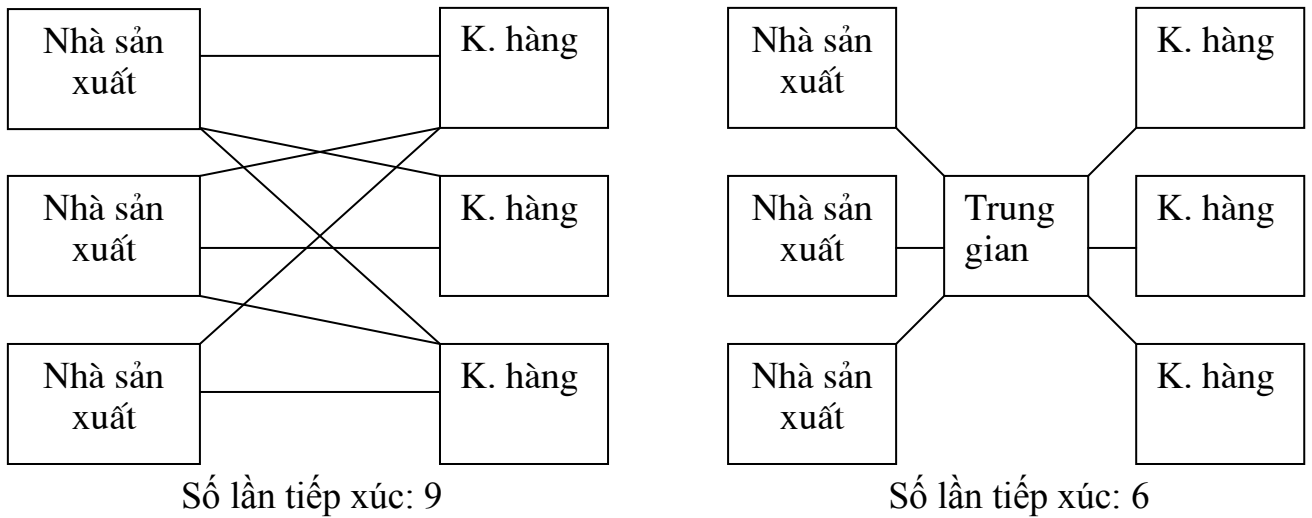 Nhà sản
xuất
K. hàng
Nhà sản
xuất
K. hàng
Nhà sản
xuất
K. hàng
Số lần tiếp xúc: 9
Nhà sản
xuất
K. hàng
Nhà sản
xuất
Trung
gian
K. hàng
Nhà sản
xuất
K. hàng
Số lần tiếp xúc: 6